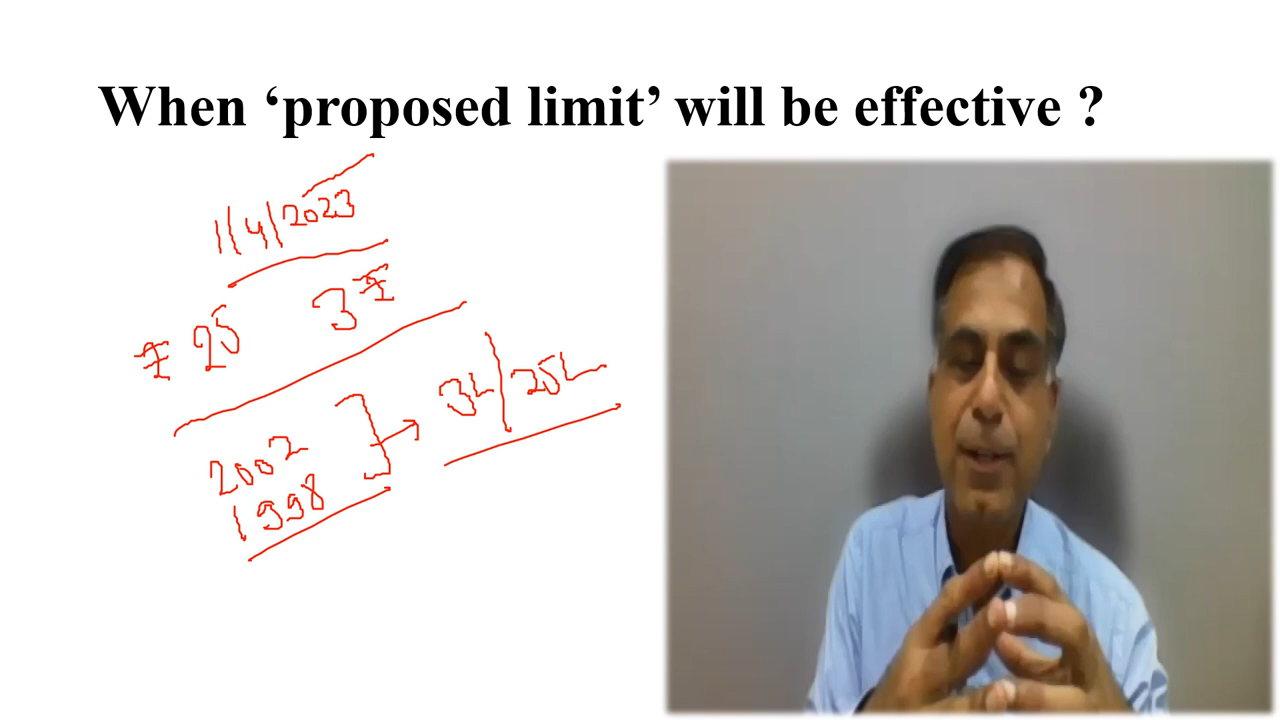 When ‘proposed limit’ will be effective ?
1/4/2023
₹ 25 3 ₹
2002
1998
3L/25L